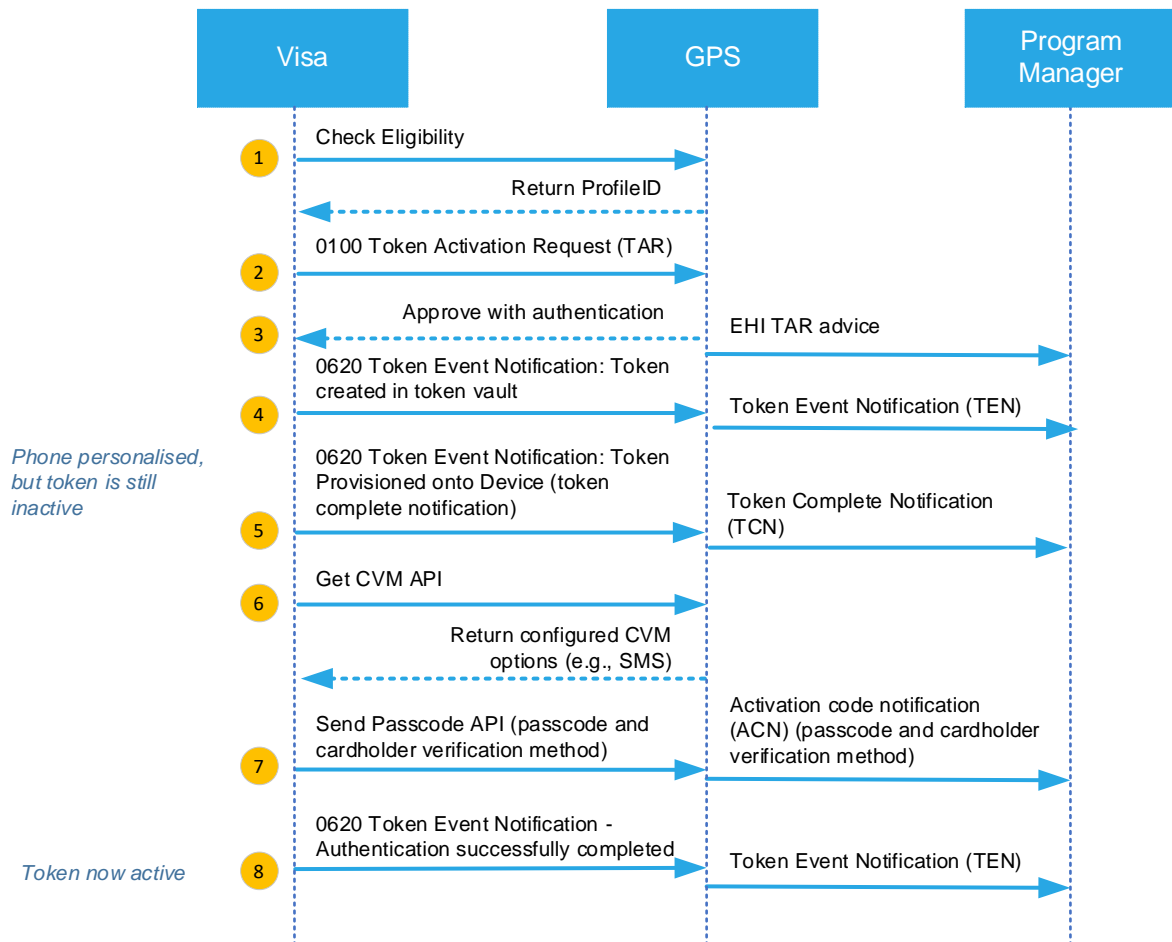 Visa
GPS
Program
Manager
Check Eligibility
1
Return ProfileID
0100 Token Activation Request (TAR)
2
Approve with authentication
3
EHI TAR advice
0620 Token Event Notification: Token
created in token vault
4
Token Event Notification (TEN)
Phone personalised,
but token is still
inactive
0620 Token Event Notification: Token
Provisioned onto Device (token
complete notification)
5
Token Complete Notification
(TCN)
Get CVM API
6
Return configured CVM
options (e.g., SMS)
Send Passcode API (passcode and
cardholder verification method)
7
Activation code notification
(ACN) (passcode and cardholder
verification method)
0620 Token Event Notification -
Authentication successfully completed
Token now active
8
Token Event Notification (TEN)